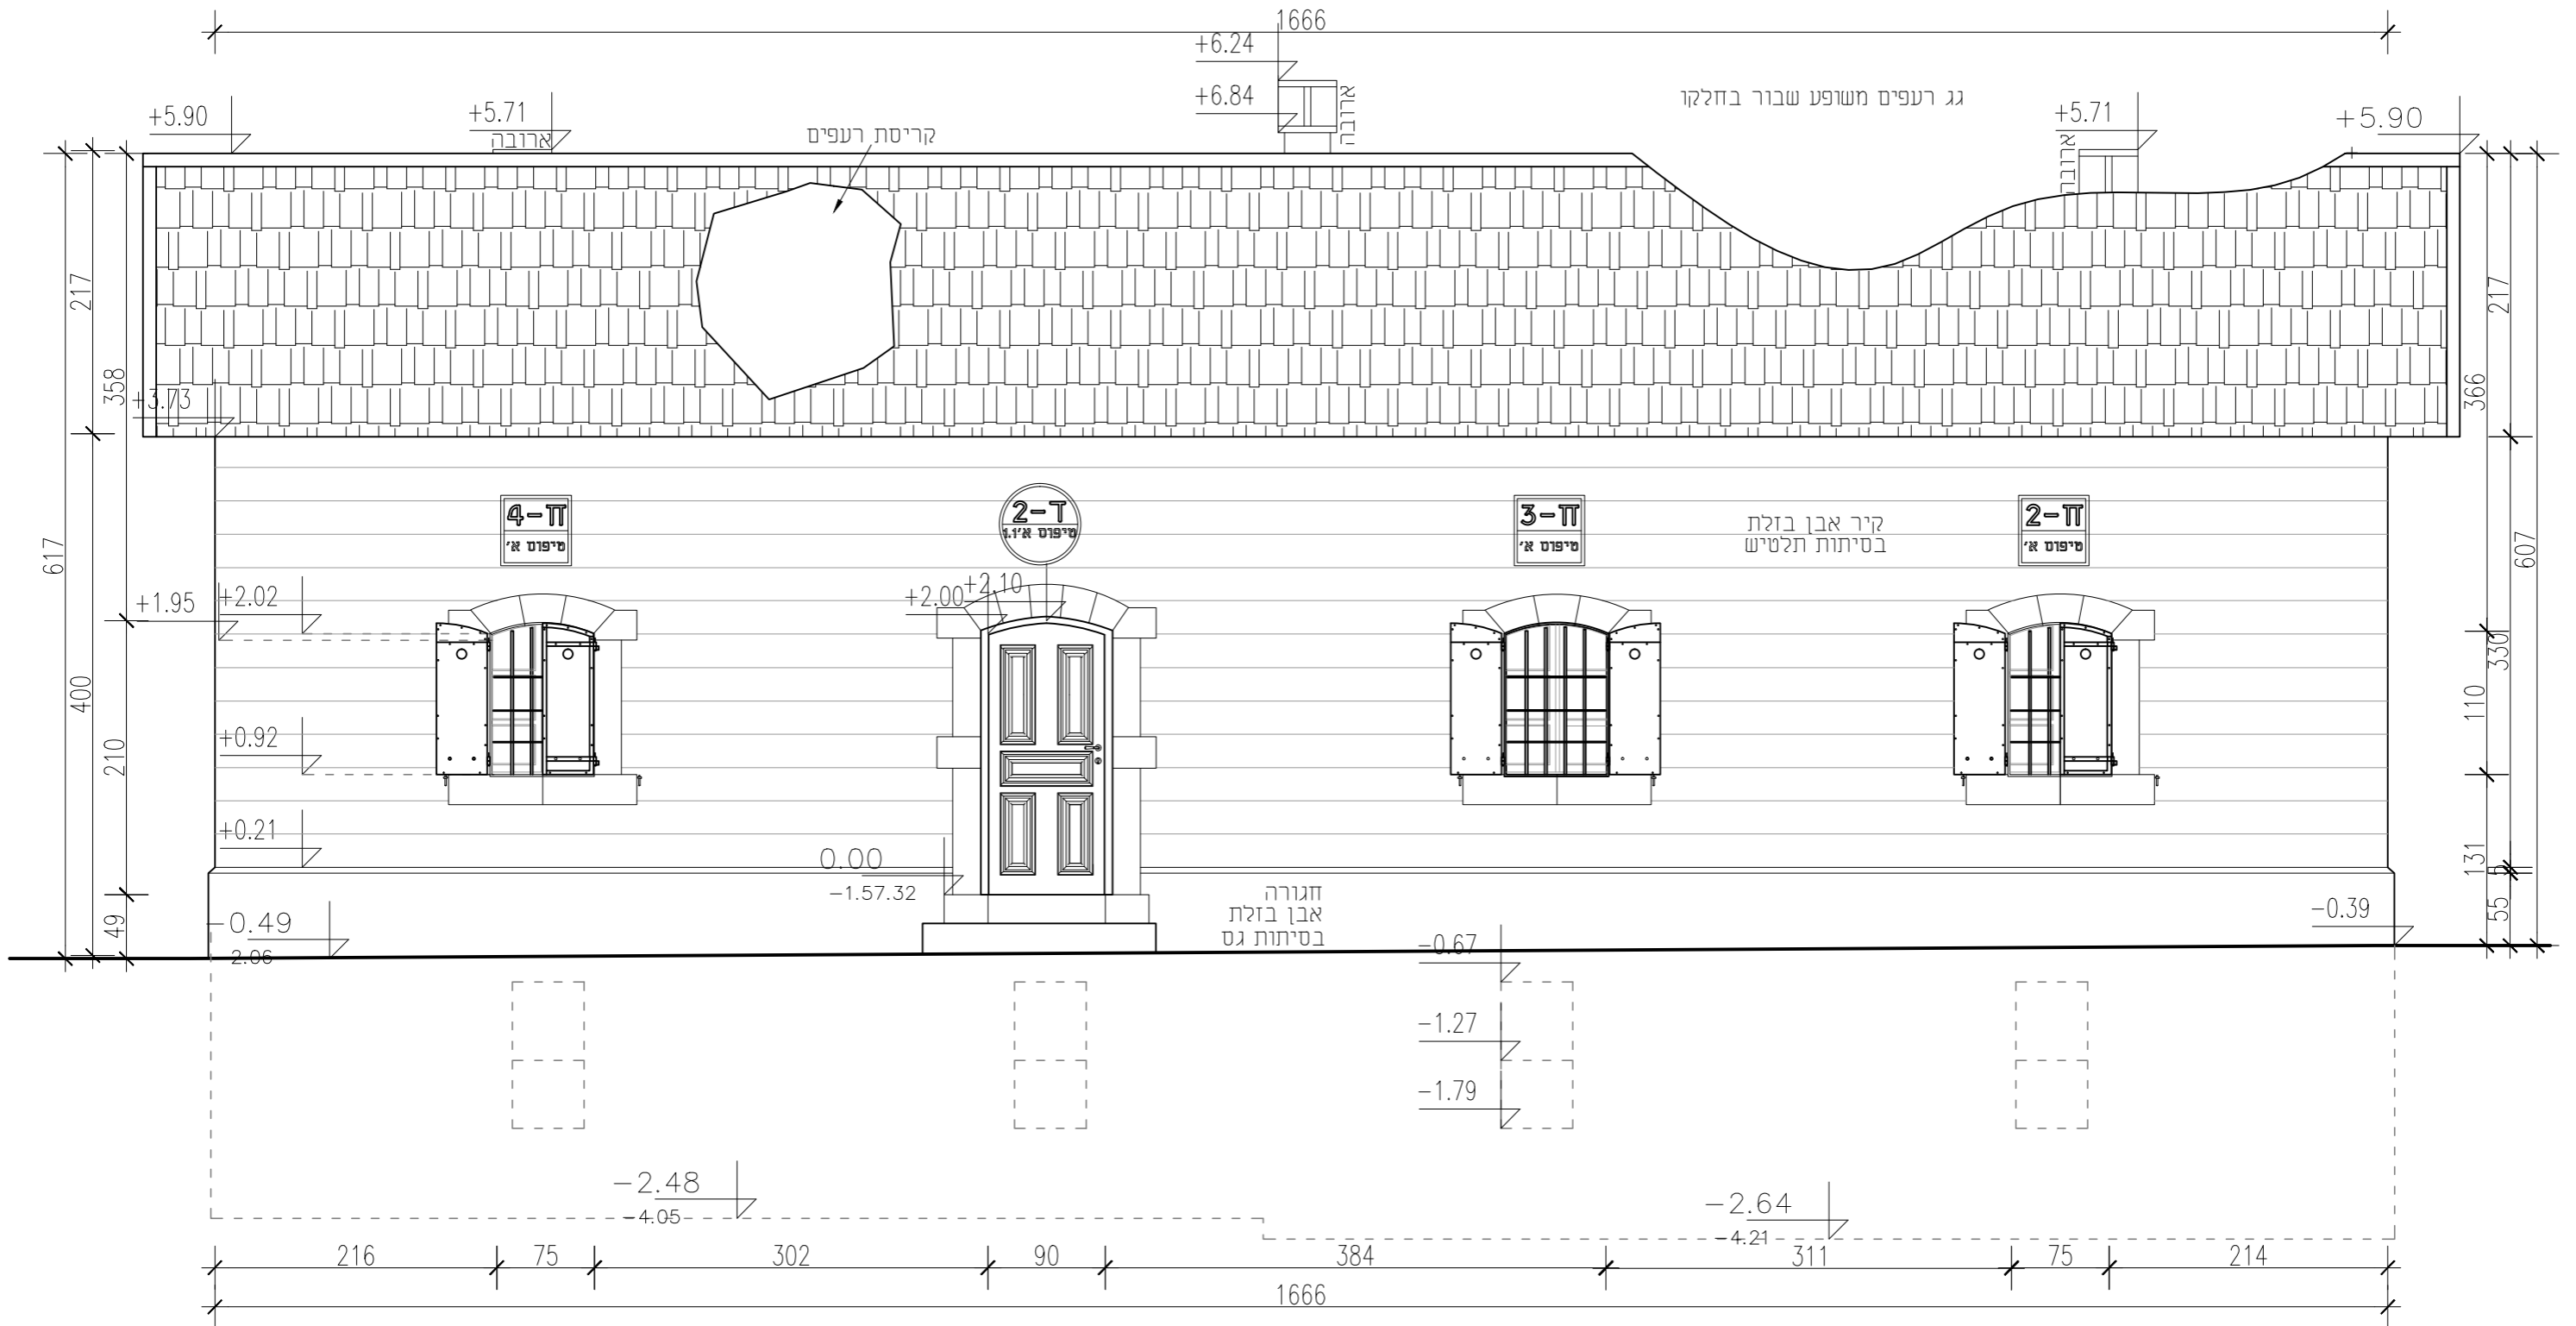 1666
+6.24
+6.84
ארובה
גג רעפים משופע שבור בחלקו
+5.90
+5.71
ארובה
קריסת רעפים
+5.71
ארובה
+5.90
217
358
+3.73
617
400
210
49
217
366
330
110
131
5
55
607
4-חַ
טיפוס א'
2-ד
טיפוס א'1.1
3-ח
טיפוס א'
קיר אבן בזלת
בסיתות תלטיש
2-ח
טיפוס א'
+1.95
+2.02
+2.00
+2.10
+0.92
+0.21
0.00
-1.57.32
חגורה
אבן בזלת
בסיתות גס
-0.49
-2.06
-0.39
-0.67
-1.27
-1.79
-2.48
-4.05
-2.64
-4.21
216
75
302
90
384
311
75
214
1666